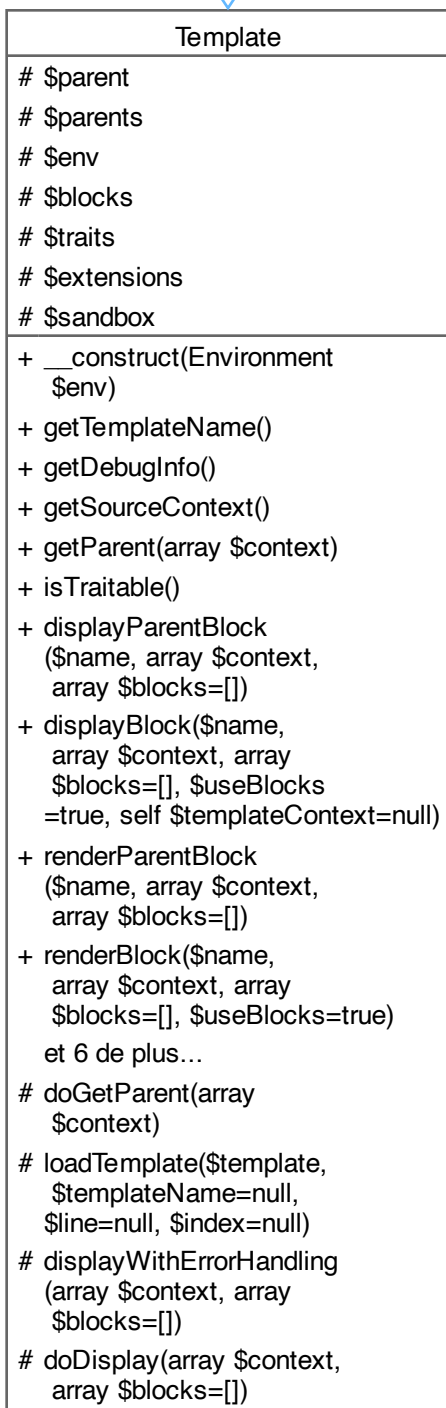 Template
# $parent
# $parents
# $env
# $blocks
# $traits
# $extensions
# $sandbox
+ __construct(Environment
$env)
+ getTemplateName()
+ getDebugInfo()
+ getSourceContext()
+ getParent(array $context)
+ isTraitable()
+ displayParentBlock
($name, array $context,
array $blocks=[])
+ displayBlock($name,
array $context, array
$blocks=[], $useBlocks
=true, self $templateContext=null)
+ renderParentBlock
($name, array $context,
array $blocks=[])
+ renderBlock($name,
array $context, array
$blocks=[], $useBlocks=true)
et 6 de plus...
# doGetParent(array
$context)
# loadTemplate($template,
$templateName=null,
$line=null, $index=null)
# displayWithErrorHandling
(array $context, array
$blocks=[])
# doDisplay(array $context,
array $blocks=[])